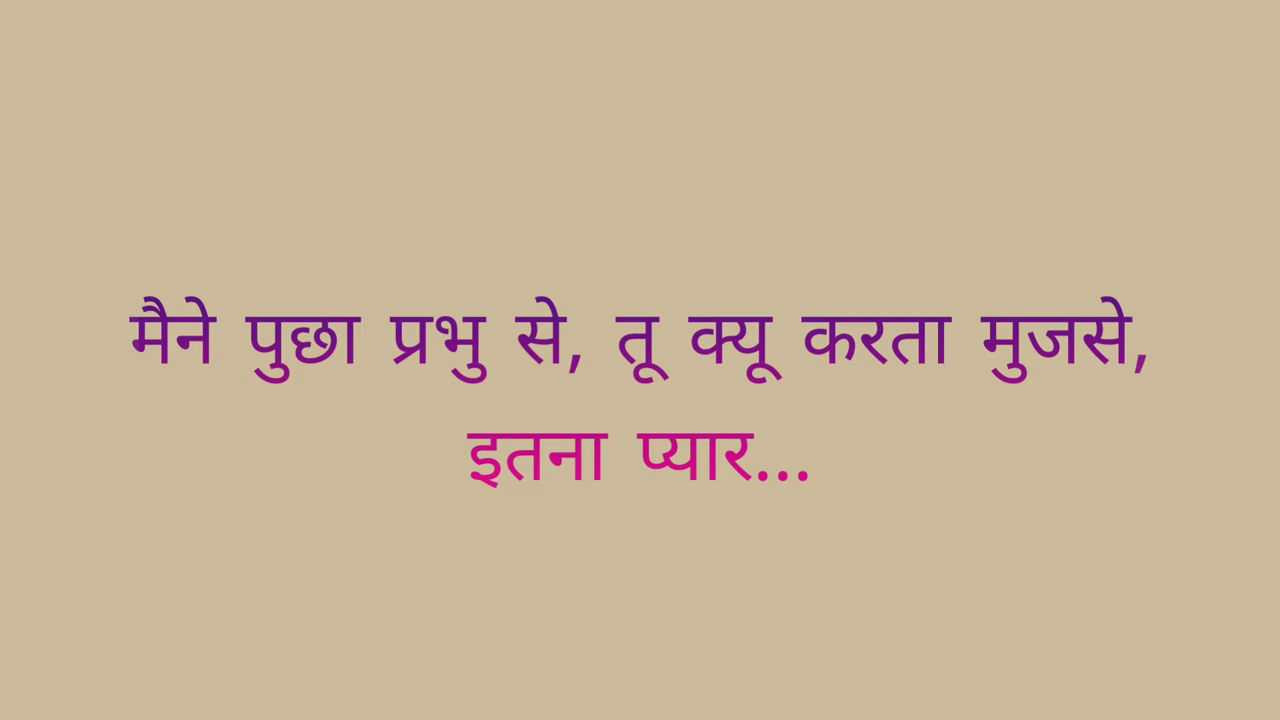 मैने पुछा प्रभु से, तू क्यू करता मुजसे,
इतना प्यार...